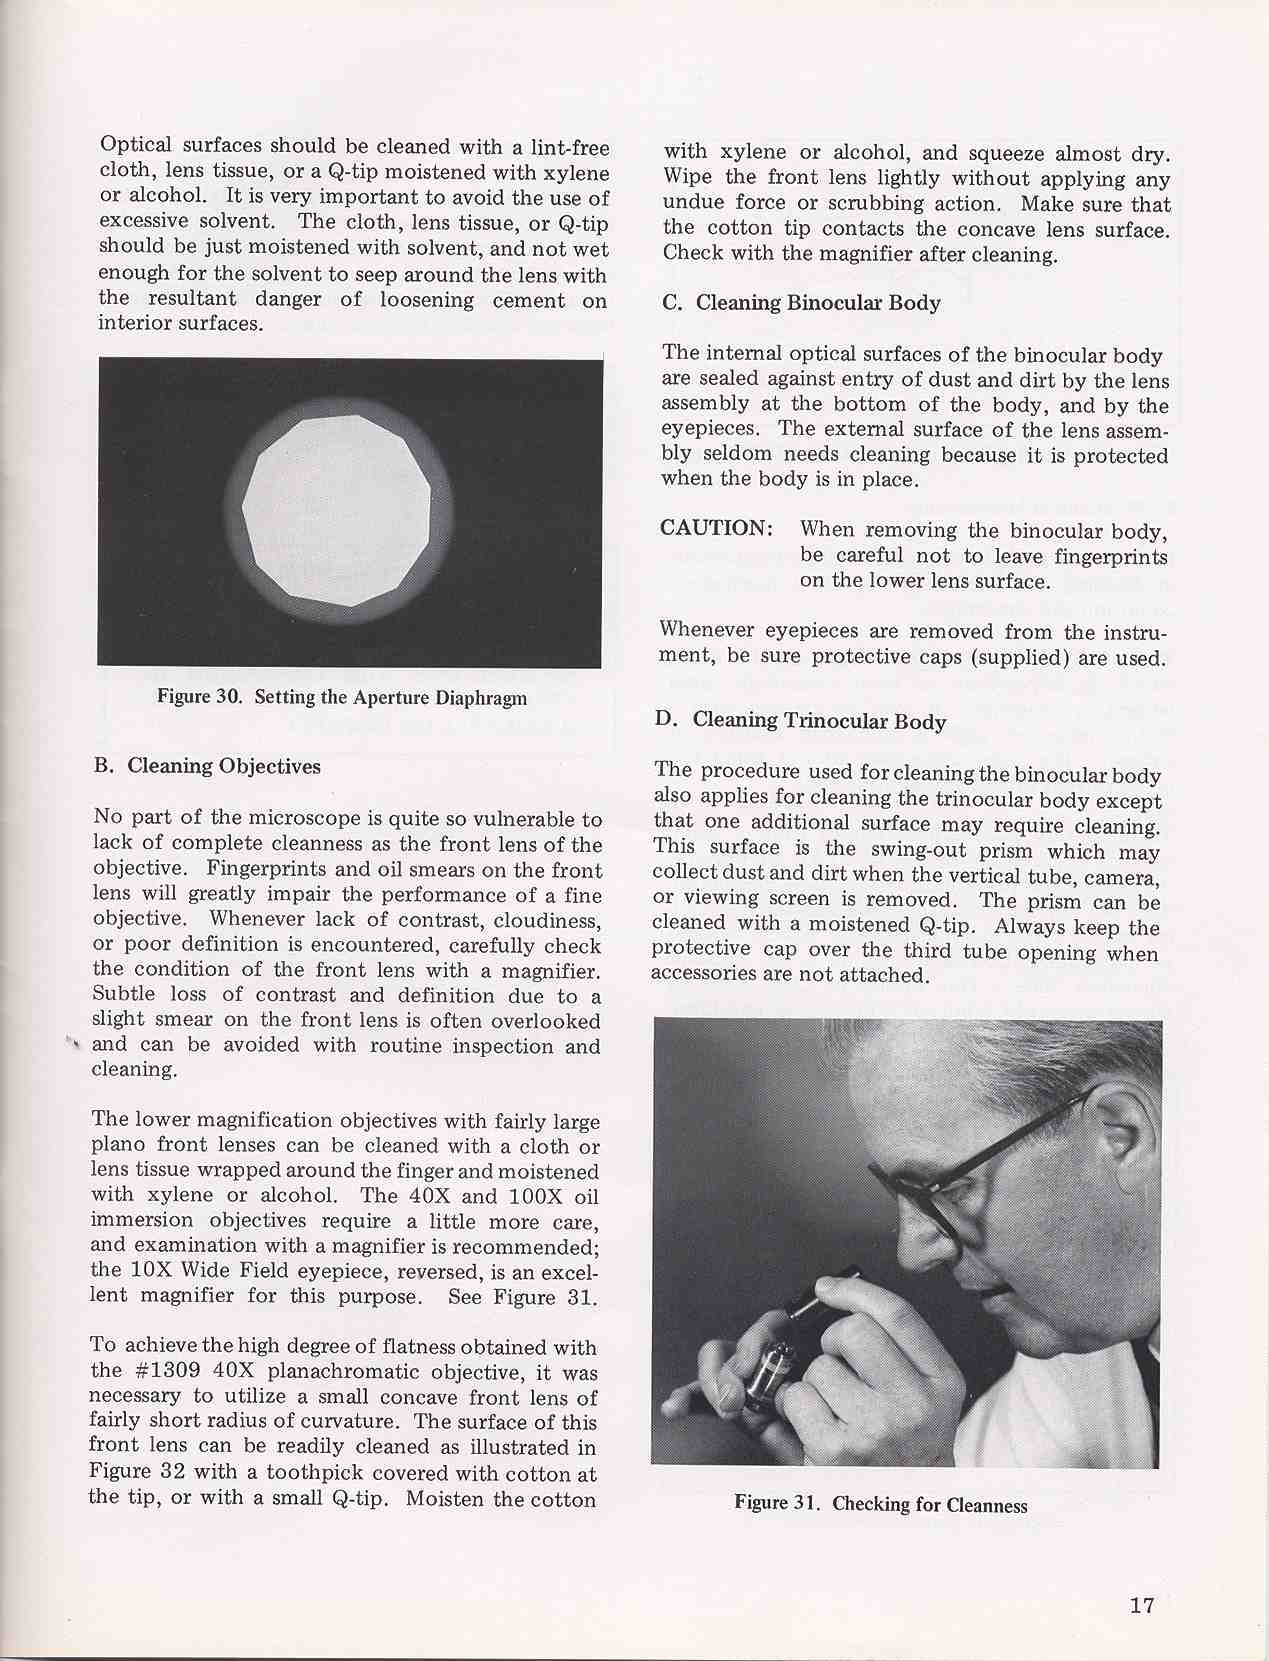 Optical surfaces should be cleaned with a lint-free
cloth, lens tissue, or a Q-tip moistened with xylene
or alcohol. It is very important to avoid the use of
excessive solvent. The cloth, lens tissue, or Q-tip
should be just moistened with solvent, and not wet
enough for the solvent to seep around the lens with
the resultant danger of loosening cement on
interior surfaces.
Figure 30. Setting the Aperture Diaphragm
B. Cleaning Objectives
No part of the microscope is quite so vulnerable to
lack of complete cleanness as the front lens of the
objective. Fingerprints and oil smears on the front
lens will greatly impair the performance of a fine
objective. Whenever lack of contrast, cloudiness,
or poor definition is encountered, carefully check
the condition of the front lens with a magnifier.
Subtle loss of contrast and definition due to a
slight smear on the front lens is often overlooked
and can be avoided with routine inspection and
cleaning.
The lower magnification objectives with fairly large
plano front lenses can be cleaned with a cloth or
lens tissue wrapped around the finger and moistened
with xylene or alcohol. The 40X and 100X oil
immersion objectives require a little more care,
and examination with a magnifier is recommended;
the 10X Wide Field eyepiece, reversed, is an excel-
lent magnifier for this purpose. See Figure 31.
To achieve the high degree of flatness obtained with
the #1309 40X planachromatic objective, it was
necessary to utilize a small concave front lens of
fairly short radius of curvature. The surface of this
front lens can be readily cleaned as illustrated in
Figure 32 with a toothpick covered with cotton at
the tip, or with a small Q-tip. Moisten the cotton
with xylene or alcohol, and squeeze almost dry.
Wipe the front lens lightly without applying any
undue force or scrubbing action. Make sure that
the cotton tip contacts the concave lens surface.
Check with the magnifier after cleaning.
C. Cleaning Binocular Body
The internal optical surfaces of the binocular body
are sealed against entry of dust and dirt by the lens
assembly at the bottom of the body, and by the
eyepieces. The external surface of the lens assem-
bly seldom needs cleaning because it is protected
when the body is in place.
CAUTION: When removing the binocular body,
be careful not to leave fingerprints
on the lower lens surface.
Whenever eyepieces are removed from the instru-
ment, be sure protective caps (supplied) are used.
D. Cleaning Trinocular Body
The procedure used for cleaning the binocular body
also applies for cleaning the trinocular body except
that one additional surface may require cleaning.
This surface is the swing-out prism which may
collect dust and dirt when the vertical tube, camera,
or viewing screen is removed. The prism can be
cleaned with a moistened Q-tip. Always keep the
protective cap over the third tube opening when
accessories are not attached.
Figure 31. Checking for Cleanness
17